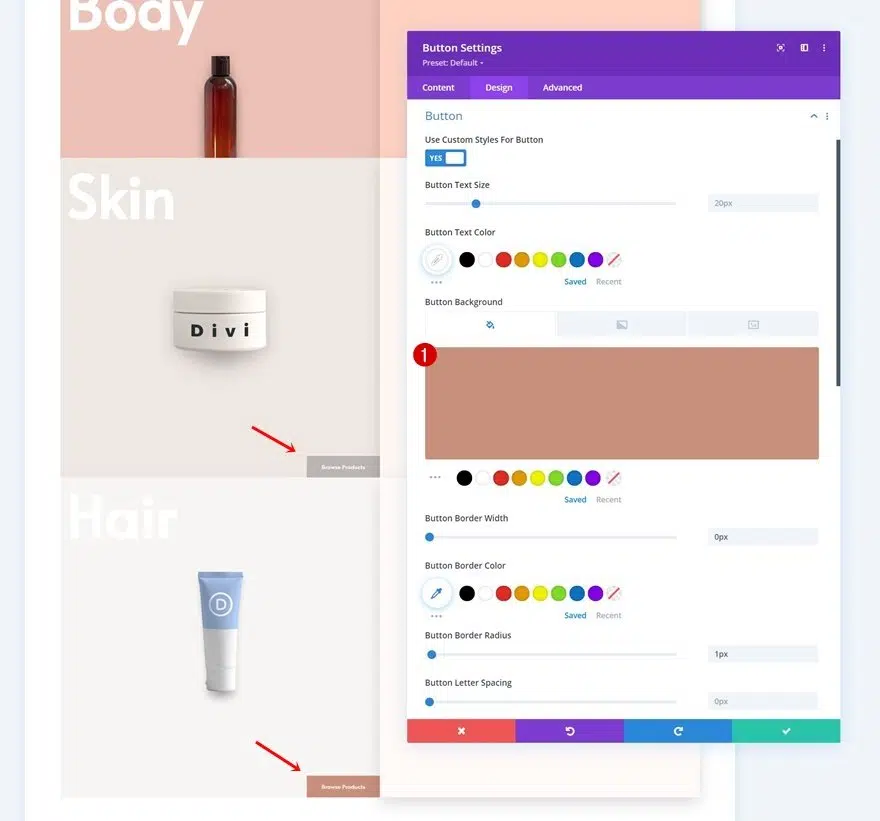 Body
Skin
Divi
Browse Products
Hair
D
Browse Products
Button Settings
Preset: Default
Content Design Advanced
Button
Use Custom Styles For Button
YES
Button Text Size
20px
Button Text Color
Saved Recent
Button Background
1
Saved Recent
Button Border Width
0px
Button Border Color
Saved Recent
Button Border Radius
1px
Button Letter Spacing
0px